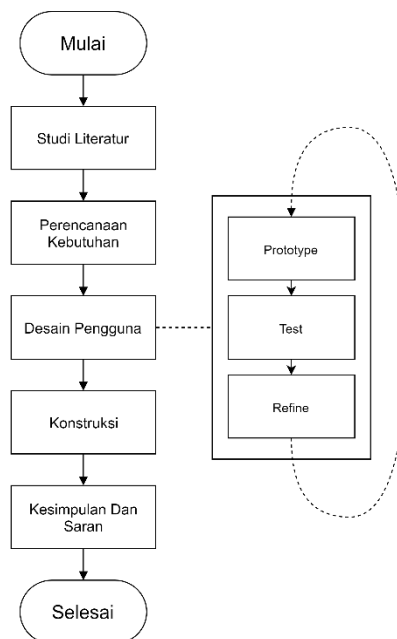 Mulai
Studi Literatur
Perencanaan
Kebutuhan
Desain Pengguna
Konstruksi
Kesimpulan Dan
Saran
Selesai
Prototype
Test
Refine